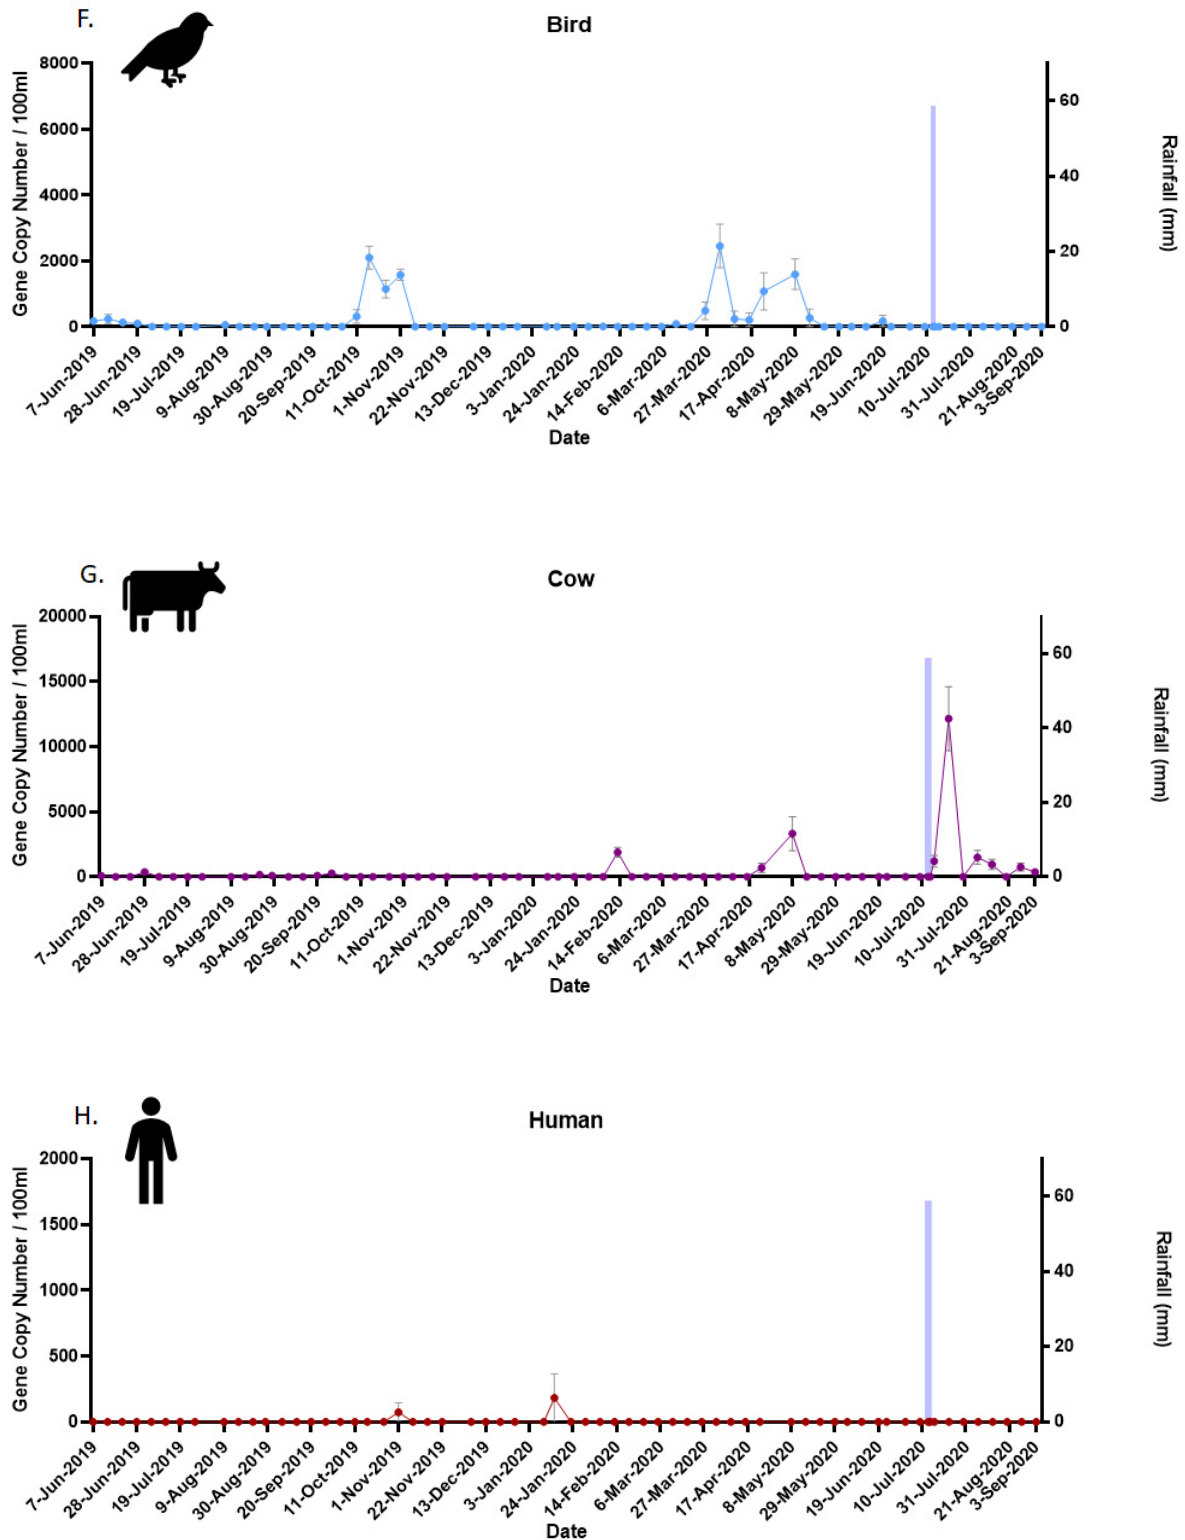 F.
Bird
Gene Copy Number / 100ml
8000
6000
4000
2000
0
60
40
20
0
Rainfall (mm)
7-Jun-2019
28-Jun-2019
19-Jul-2019
9-Aug-2019
30-Aug-2019
20-Sep-2019
11-Oct-2019
1-Nov-2019
22-Nov-2019
13-Dec-2019
3-Jan-2020
24-Jan-2020
14-Feb-2020
6-Mar-2020
27-Mar-2020
17-Apr-2020
8-May-2020
29-May-2020
19-Jun-2020
10-Jul-2020
31-Jul-2020
21-Aug-2020
3-Sep-2020
Date
G.
Cow
Gene Copy Number / 100ml
20000
15000
10000
5000
0
60
40
20
0
Rainfall (mm)
7-Jun-2019
28-Jun-2019
19-Jul-2019
9-Aug-2019
30-Aug-2019
20-Sep-2019
11-Oct-2019
1-Nov-2019
22-Nov-2019
13-Dec-2019
3-Jan-2020
24-Jan-2020
14-Feb-2020
6-Mar-2020
27-Mar-2020
17-Apr-2020
8-May-2020
29-May-2020
19-Jun-2020
10-Jul-2020
31-Jul-2020
21-Aug-2020
3-Sep-2020
Date
H.
Human
Gene Copy Number / 100ml
2000
1500
1000
500
0
60
40
20
0
Rainfall (mm)
7-Jun-2019
28-Jun-2019
19-Jul-2019
9-Aug-2019
30-Aug-2019
20-Sep-2019
11-Oct-2019
1-Nov-2019
22-Nov-2019
13-Dec-2019
3-Jan-2020
24-Jan-2020
14-Feb-2020
6-Mar-2020
27-Mar-2020
17-Apr-2020
8-May-2020
29-May-2020
19-Jun-2020
10-Jul-2020
31-Jul-2020
21-Aug-2020
3-Sep-2020
Date